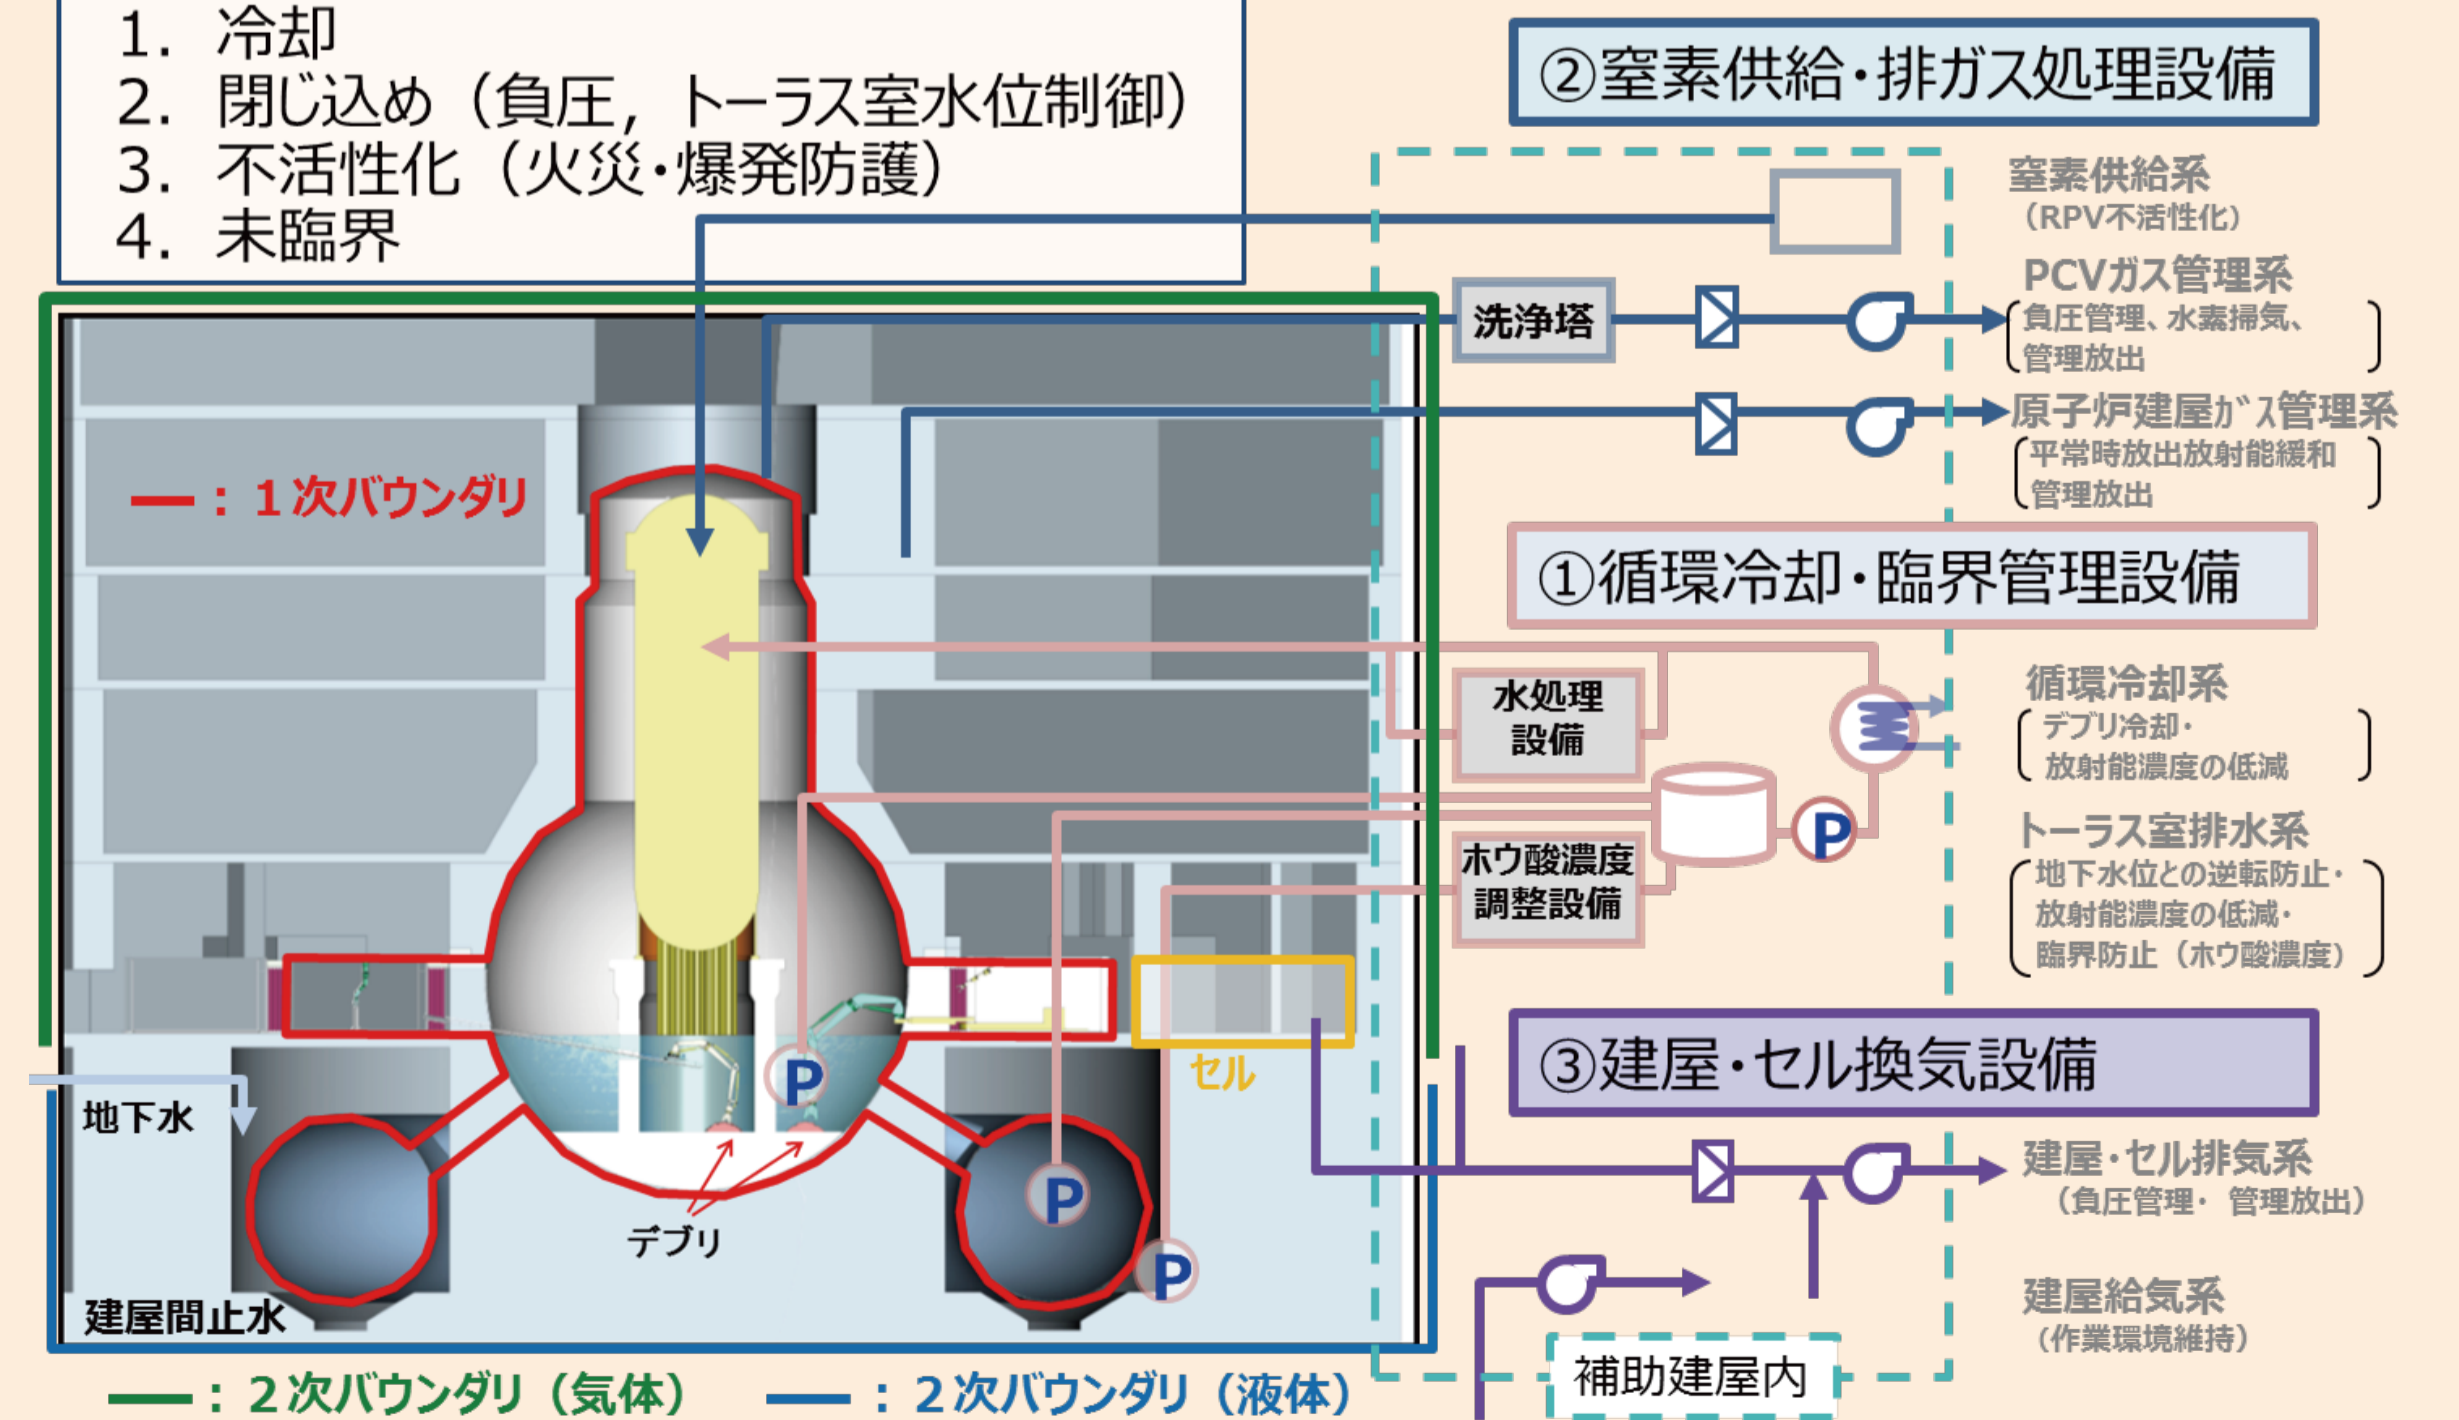 1. 冷却
2. 閉じ込め（負圧, トーラス室水位制御）
3. 不活性化（火災・爆発防護）
4. 未臨界
②窒素供給・排ガス処理設備
窒素供給系
（RPV不活性化）
PCVガス管理系
負圧管理、水素掃気、
管理放出
洗浄塔
原子炉建屋ｶﾞｽ管理系
平常時放出放射能緩和
管理放出
：１次バウンダリ
①循環冷却・臨界管理設備
水処理
設備
循環冷却系
デブリ冷却・
放射能濃度の低減
P
ホウ酸濃度
調整設備
トーラス室排水系
地下水位との逆転防止・
放射能濃度の低減・
臨界防止（ホウ酸濃度）
③建屋・セル換気設備
セル
P
地下水
建屋・セル排気系
（負圧管理・ 管理放出）
P
デブリ
P
建屋間止水
建屋給気系
（作業環境維持）
補助建屋内
：２次バウンダリ（気体）
：２次バウンダリ（液体）